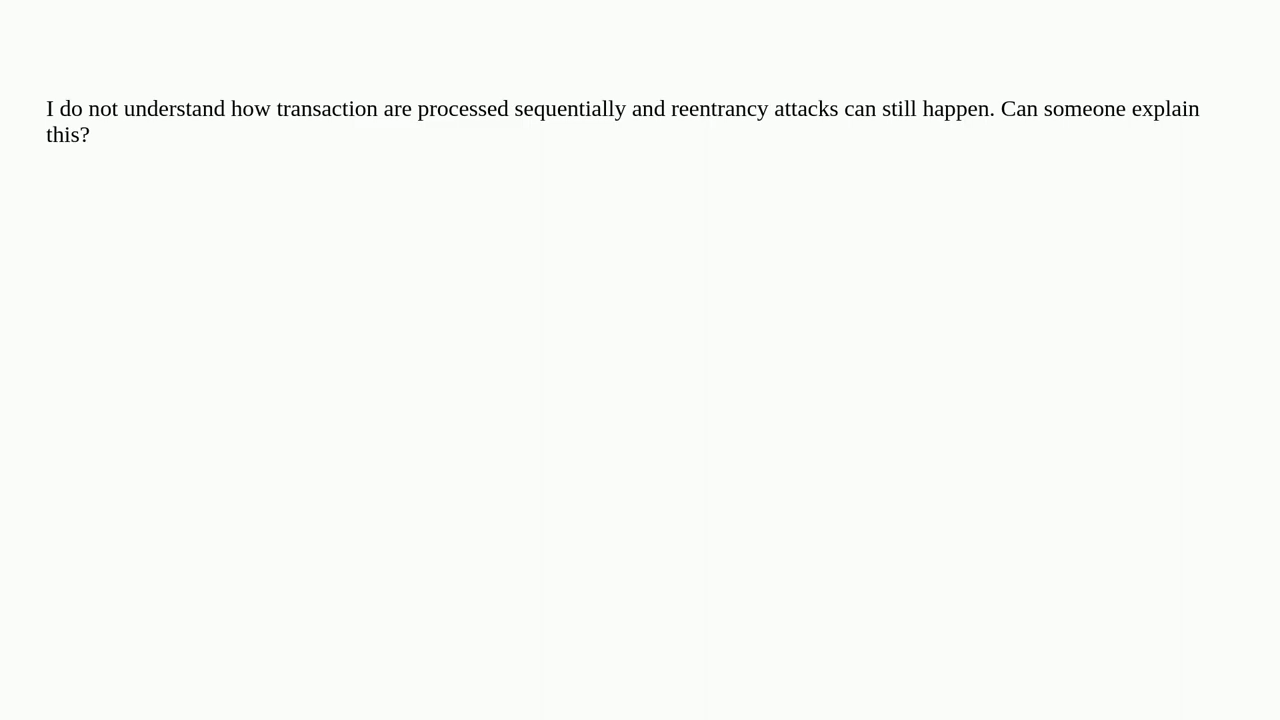 I do not understand how transaction are processed sequentially and reentrancy attacks can still happen. Can someone explain
this?